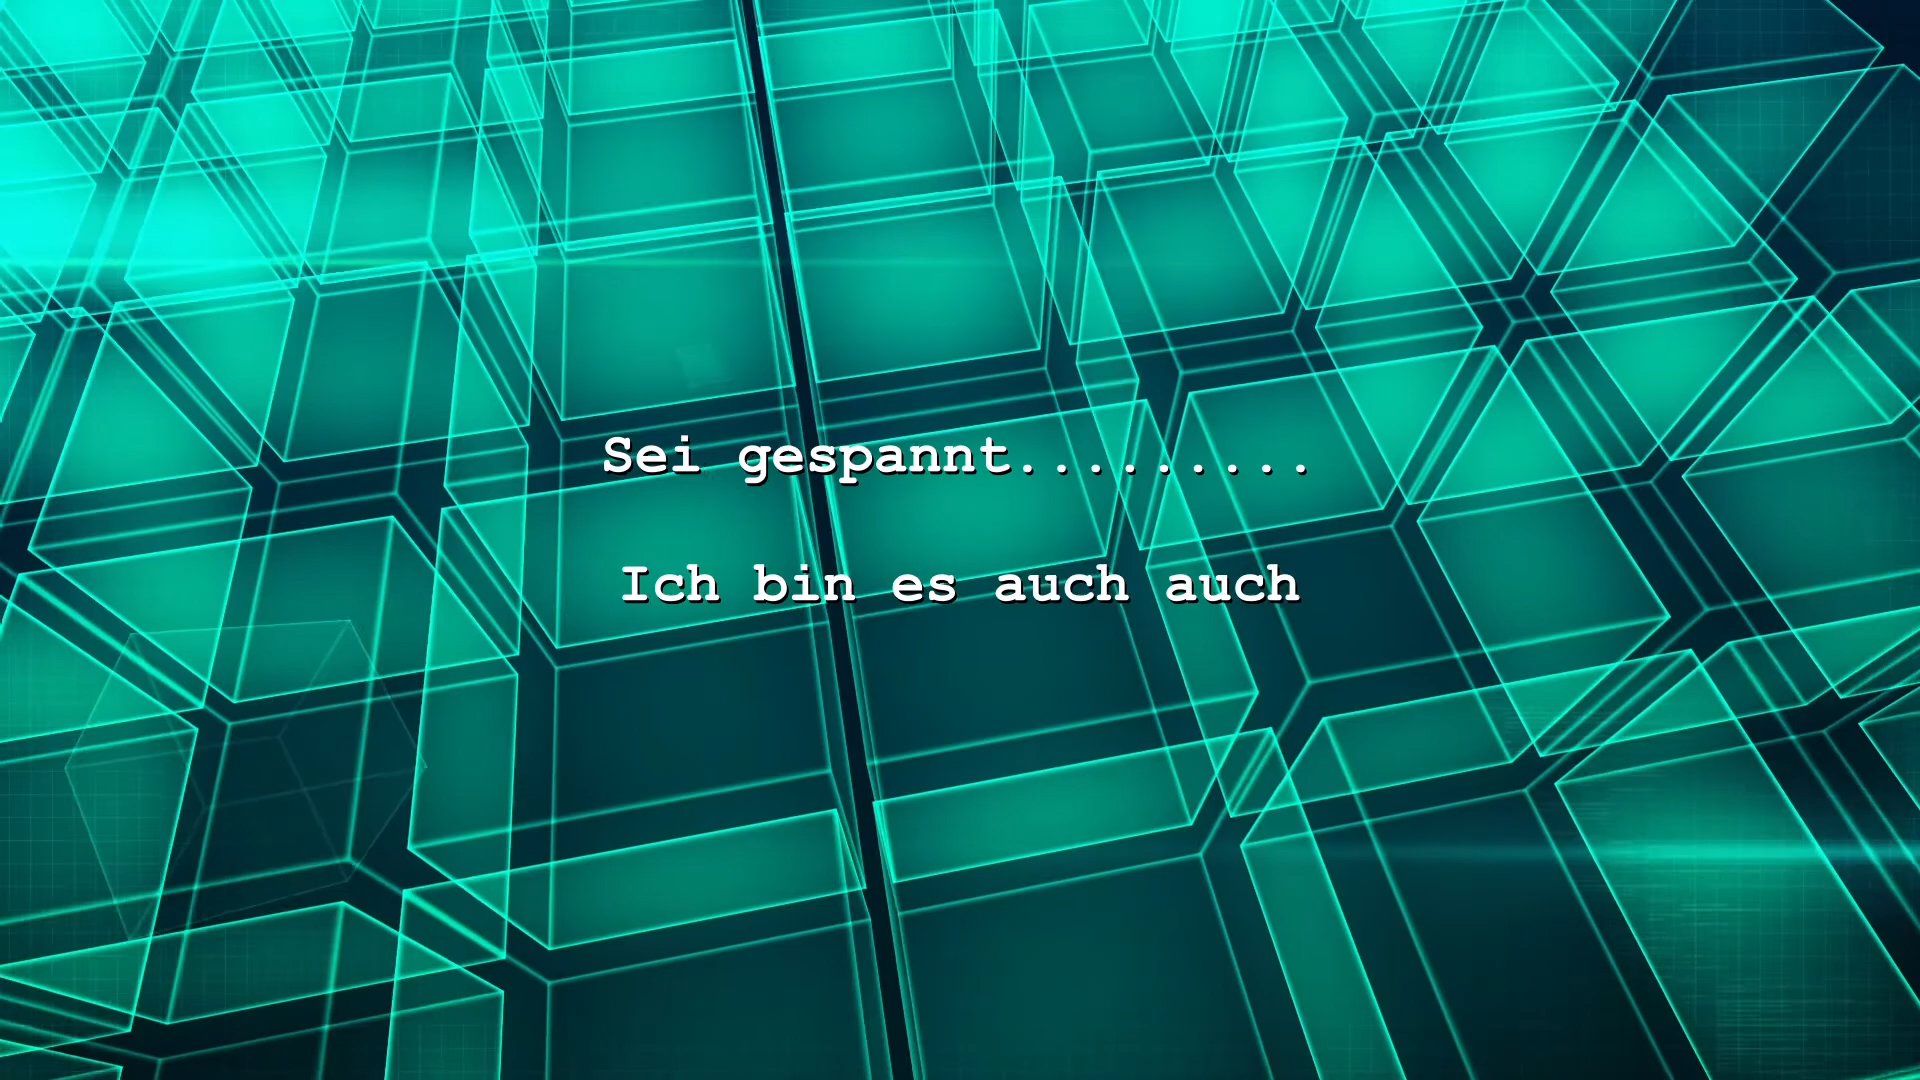 Sei gespannt.........
Ich bin es auch auch